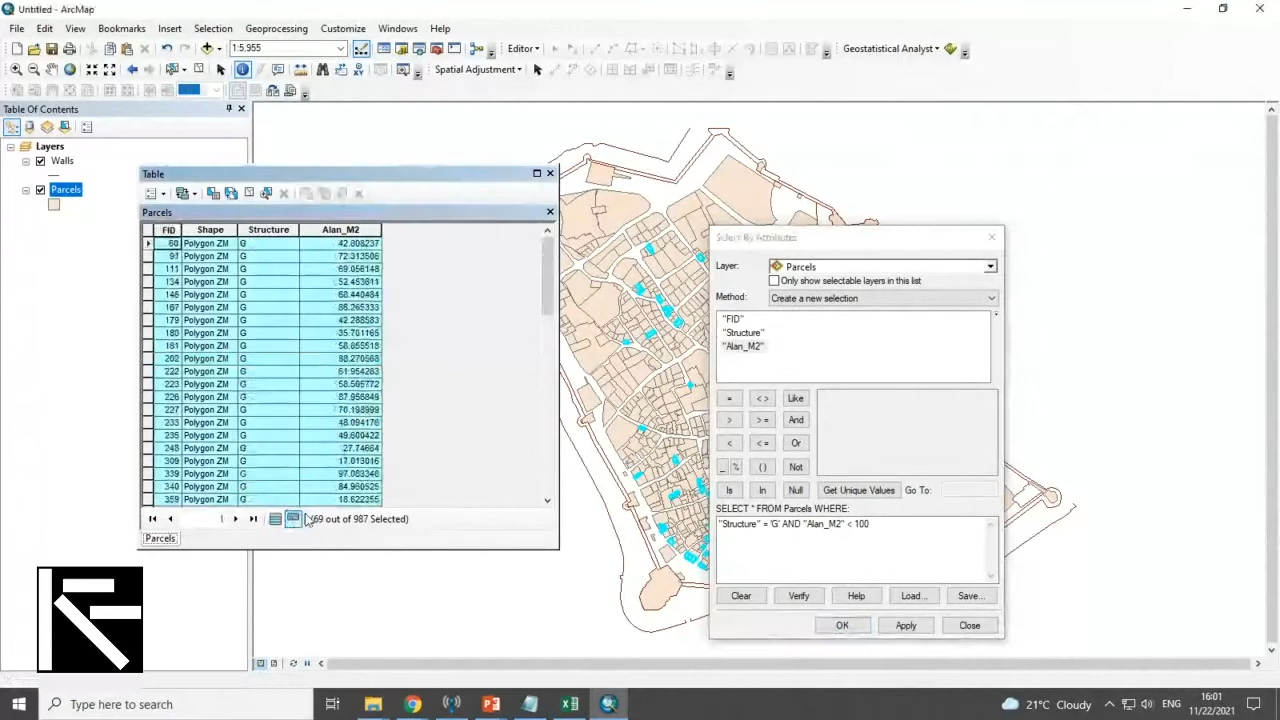 Untitled - ArcMap
File Edit View Bookmarks Insert Selection Geoprocessing Customize Windows Help
1:5.955 Editor Geostatistical Analyst
Spatial Adjustment
Table Of Contents
Layers
Walls
Parcels
Table
Parcels
FID Shape Structure Alan_M2
68 Polygon ZM G 42.808237
91 Polygon ZM G 72.313506
111 Polygon ZM G 69.056148
134 Polygon ZM G 52.453611
146 Polygon ZM G 68.440484
167 Polygon ZM G 86.265333
179 Polygon ZM G 42.288583
180 Polygon ZM G 35.701165
181 Polygon ZM G 58.855518
202 Polygon ZM G 88.270568
222 Polygon ZM G 61.954283
223 Polygon ZM G 58.505772
226 Polygon ZM G 87.956849
227 Polygon ZM G 70.198999
233 Polygon ZM G 48.094176
235 Polygon ZM G 49.600422
248 Polygon ZM G 27.74664
309 Polygon ZM G 17.013016
339 Polygon ZM G 97.083346
340 Polygon ZM G 84.960525
359 Polygon ZM G 18.622355
1 (69 out of 987 Selected)
Parcels
Select By Attributes
Layer: Parcels
Only show selectable layers in this list
Method: Create a new selection
"FID"
"Structure"
"Alan_M2"
= < > Like
> > = And
< < = Or
_ % ( ) Not
Is In Null Get Unique Values Go To:
SELECT * FROM Parcels WHERE:
"Structure" = 'G' AND "Alan_M2" < 100
Clear Verify Help Load... Save...
OK Apply Close
Type here to search
21°C Cloudy ENG
16:01
11/22/2021